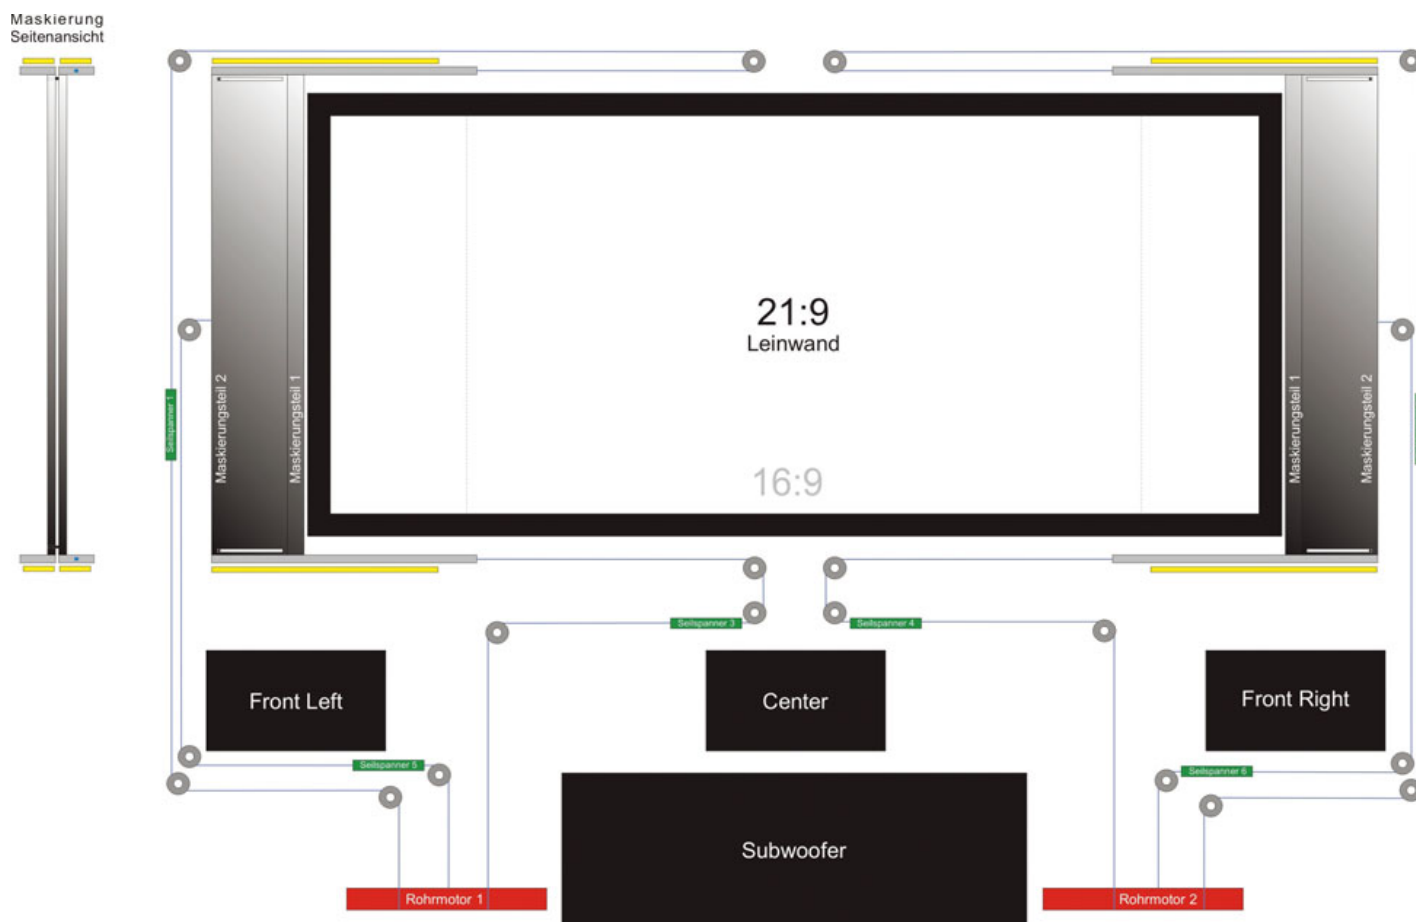 Maskierung
Seitenansicht
21:9
Leinwand
16:9
Maskierungsteil 2
Maskierungsteil 1
Maskierungsteil 1
Maskierungsteil 2
Seilspanner 1
Seilspanner 3
Seilspanner 4
Front Left
Center
Front Right
Seilspanner 5
Seilspanner 6
Subwoofer
Rohrmotor 1
Rohrmotor 2